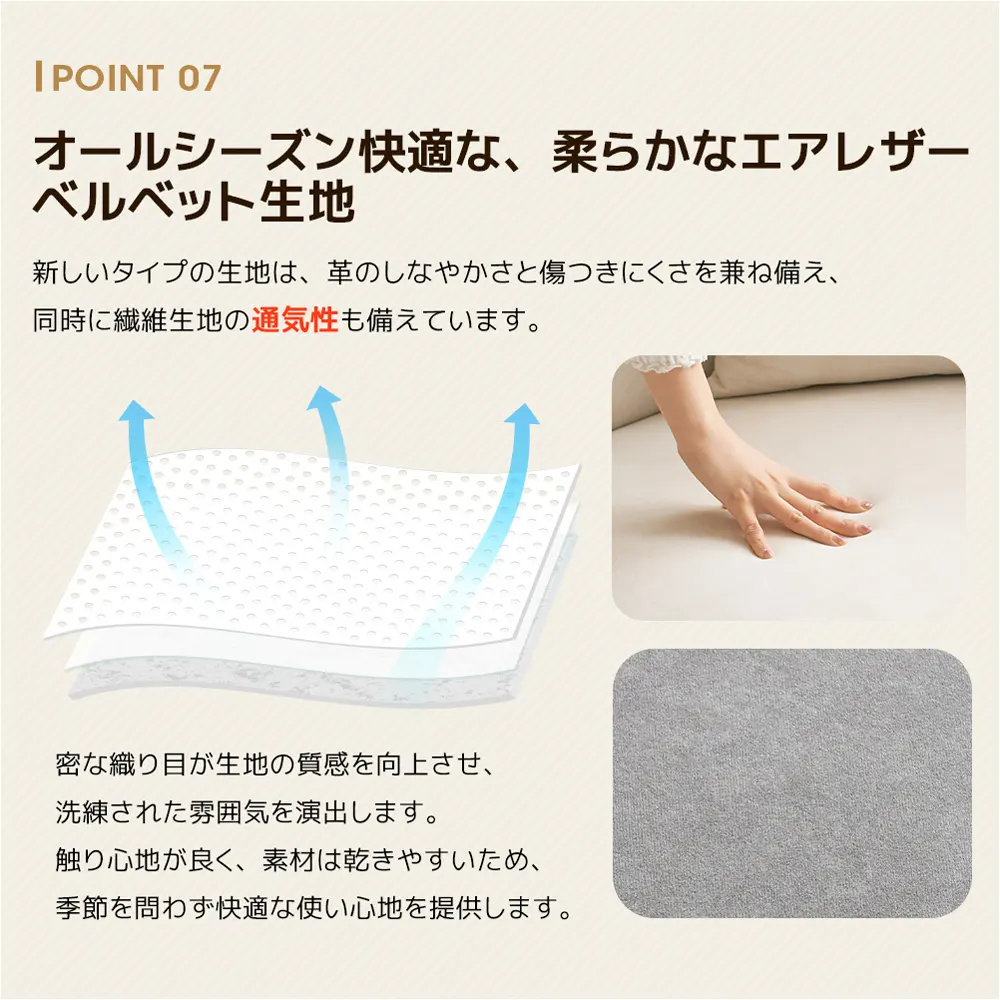 POINT 07
オールシーズン快適な、柔らかなエアレザー
ベルベット生地
新しいタイプの生地は、革のしなやかさと傷つきにくさを兼ね備え、
同時に繊維生地の通気性も備えています。
密な織り目が生地の質感を向上させ、
洗練された雰囲気を演出します。
触り心地が良く、素材は乾きやすいため、
季節を問わず快適な使い心地を提供します。